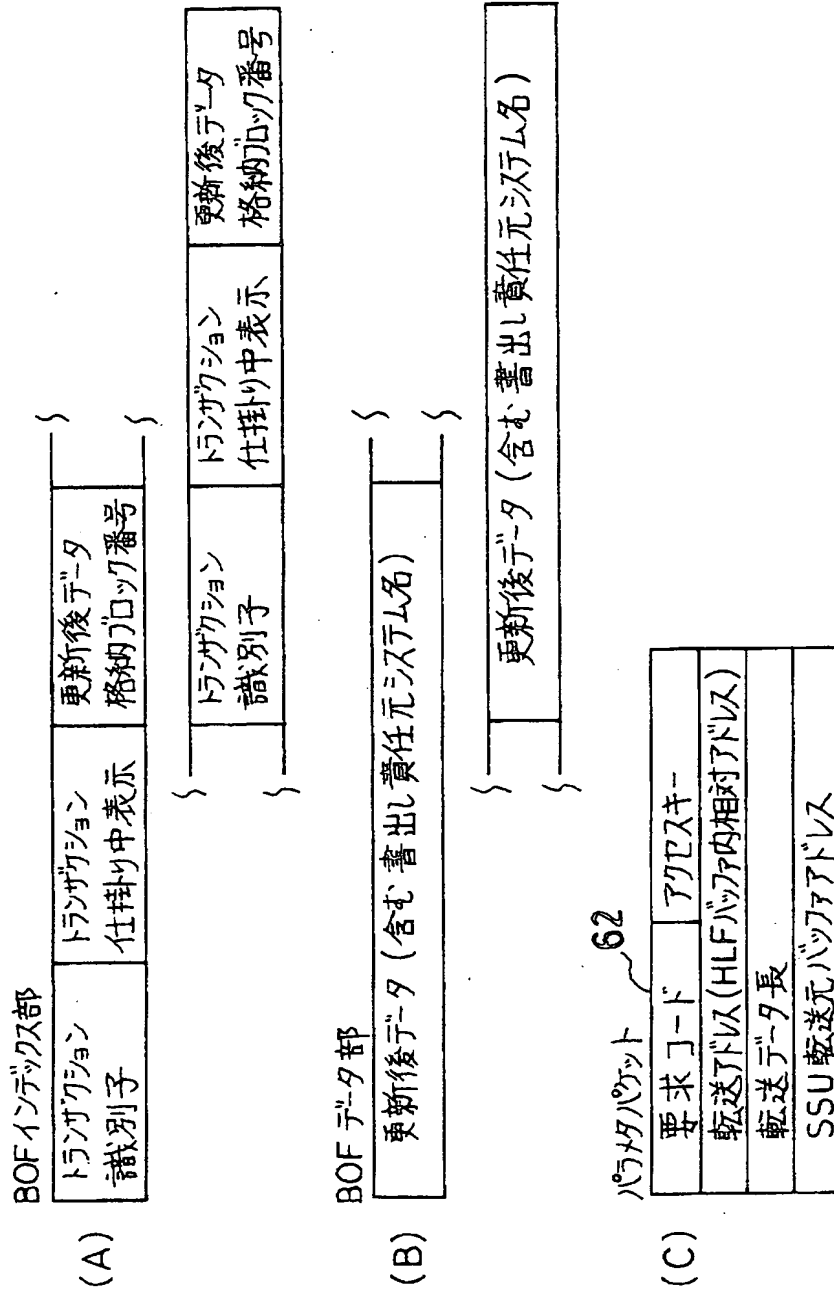 (A)
BOFインデックス部
トランザクション
識別子
トランザクション
仕掛り中表示
更新後データ
格納ブロック番号
トランザクション
識別子
トランザクション
仕掛り中表示
更新後データ
格納ブロック番号
(B)
BOFデータ部
更新後データ(含む書出し責任元システム名)
更新後データ(含む書出し責任元システム名)
(C)
パラメタパケット
62
要求コード
アクセスキー
転送アドレス(HLFバッファ内相対アドレス)
転送データ長
SSU転送元バッファアドレス